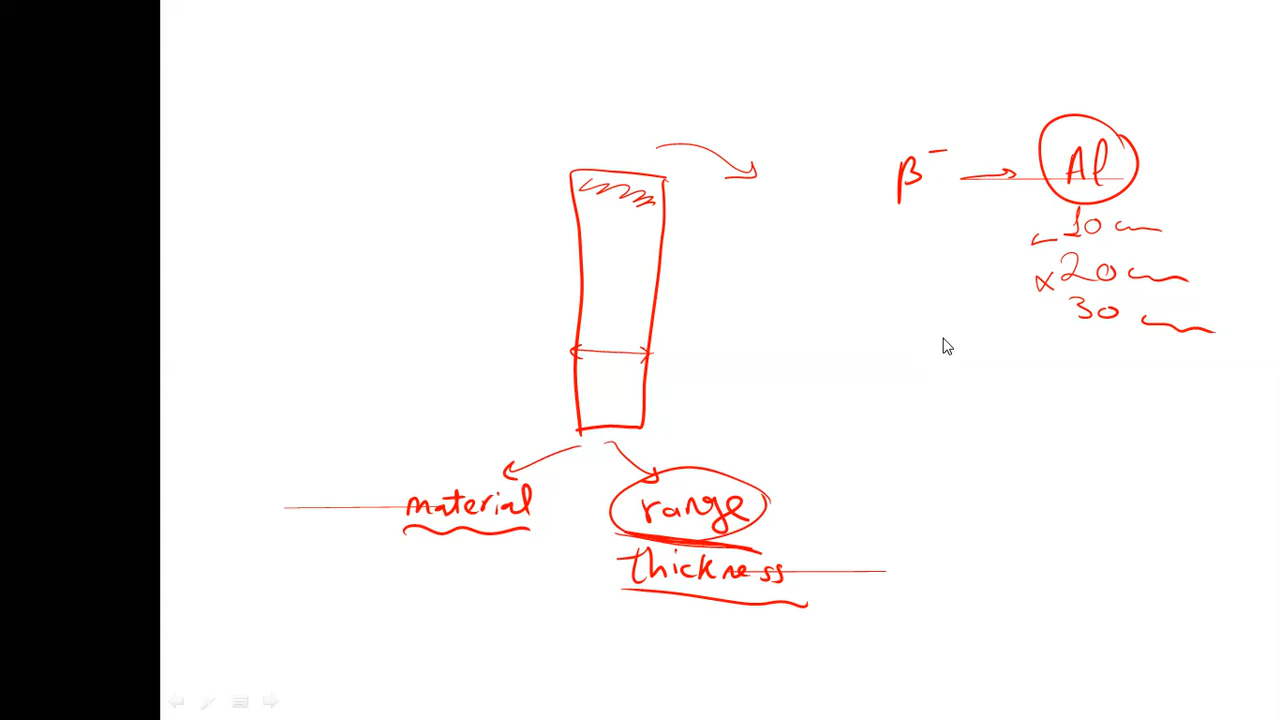 β⁻ → Al
10 cm
x 20 cm
30 cm
material
range
thickness